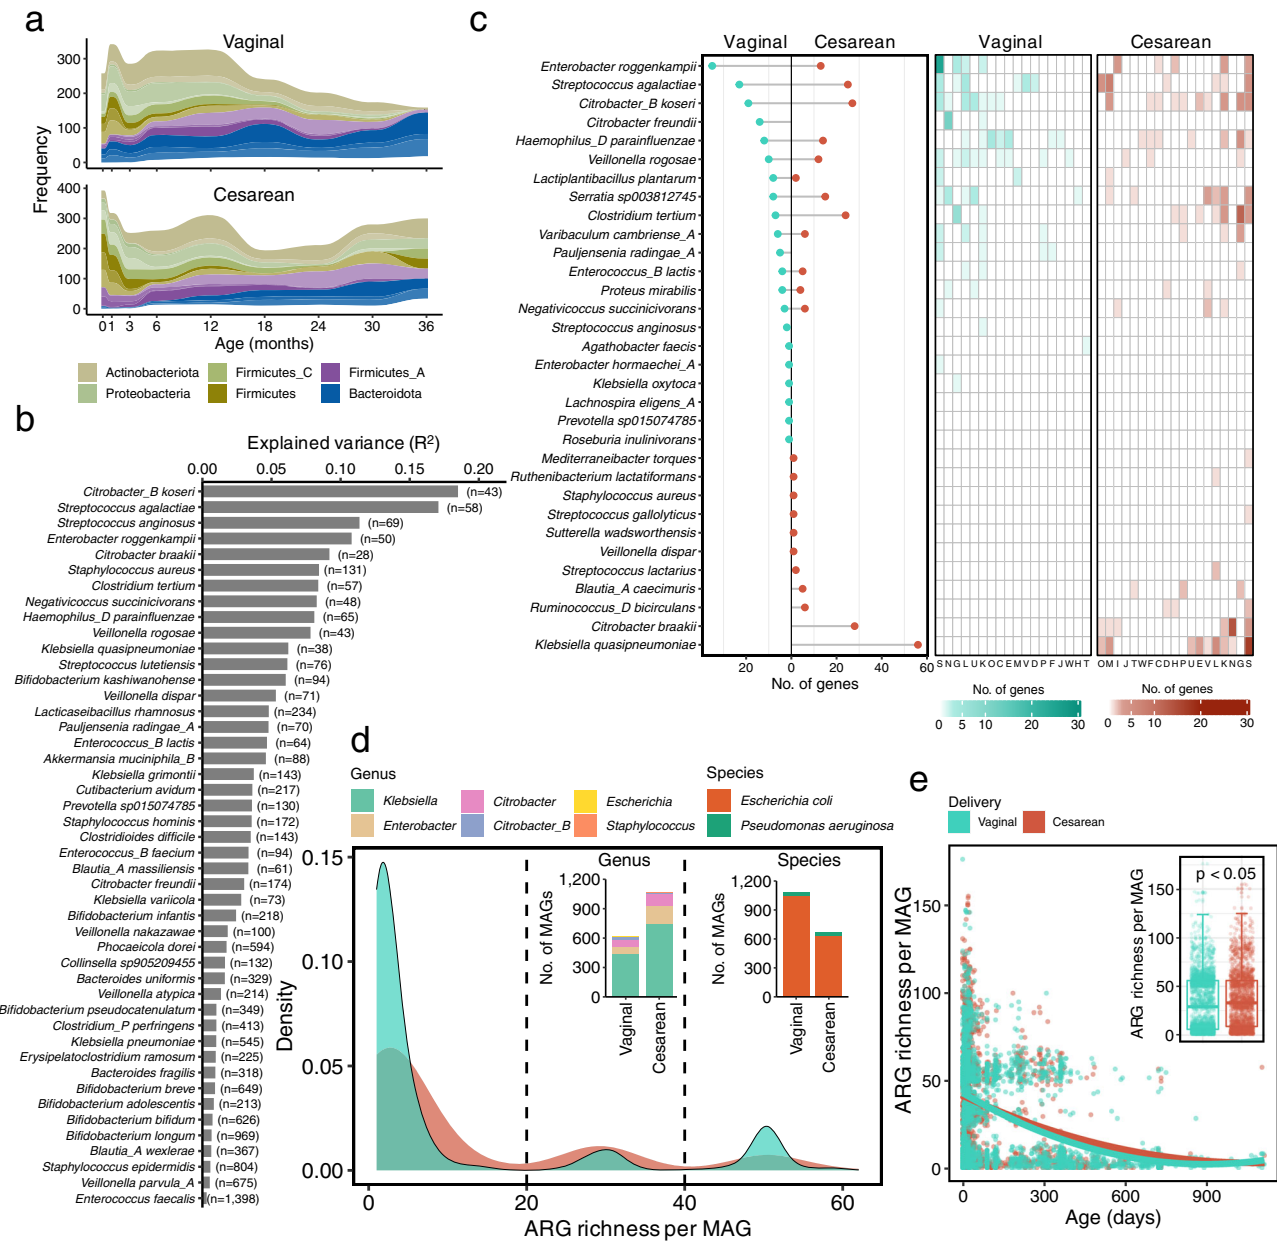 a
Vaginal
300
200
100
0
Frequency
400
Cesarean
300
200
100
0
0 1 3 6 12 18 24 30 36
Age (months)
Actinobacteriota
Firmicutes_C
Firmicutes_A
Proteobacteria
Firmicutes
Bacteroidota
b
Explained variance (R²)
0.00 0.05 0.10 0.15 0.20
Citrobacter_B koseri (n=43)
Streptococcus agalactiae (n=58)
Streptococcus anginosus (n=69)
Enterobacter roggenkampii (n=50)
Citrobacter braakii (n=28)
Staphylococcus aureus (n=131)
Clostridium tertium (n=57)
Negativicoccus succinicivorans (n=48)
Haemophilus_D parainfluenzae (n=65)
Veillonella rogosae (n=43)
Klebsiella quasipneumoniae (n=38)
Streptococcus lutetiensis (n=76)
Bifidobacterium kashiwanohense (n=94)
Veillonella dispar (n=71)
Lacticaseibacillus rhamnosus (n=234)
Pauljensenia radingae_A (n=70)
Enterococcus_B lactis (n=64)
Akkermansia muciniphila_B (n=88)
Klebsiella grimontii (n=143)
Cutibacterium avidum (n=217)
Prevotella sp015074785 (n=130)
Staphylococcus hominis (n=172)
Clostridioides difficile (n=143)
Enterococcus_B faecium (n=94)
Blautia_A massiliensis (n=61)
Citrobacter freundii (n=174)
Klebsiella variicola (n=73)
Bifidobacterium infantis (n=218)
Veillonella nakazawae (n=100)
Phocaeicola dorei (n=594)
Collinsella sp905209455 (n=132)
Bacteroides uniformis (n=329)
Veillonella atypica (n=214)
Bifidobacterium pseudocatenulatum (n=349)
Clostridium_P perfringens (n=413)
Klebsiella pneumoniae (n=545)
Erysipelatoclostridium ramosum (n=225)
Bacteroides fragilis (n=318)
Bifidobacterium breve (n=649)
Bifidobacterium adolescentis (n=213)
Bifidobacterium bifidum (n=626)
Bifidobacterium longum (n=969)
Blautia_A wexlerae (n=367)
Staphylococcus epidermidis (n=804)
Veillonella parvula_A (n=675)
Enterococcus faecalis (n=1,398)
c
Vaginal Cesarean
Vaginal
Cesarean
Enterobacter roggenkampii
Streptococcus agalactiae
Citrobacter_B koseri
Citrobacter freundii
Haemophilus_D parainfluenzae
Veillonella rogosae
Lactiplantibacillus plantarum
Serratia sp003812745
Clostridium tertium
Varibaculum cambriense_A
Pauljensenia radingae_A
Enterococcus_B lactis
Proteus mirabilis
Negativicoccus succinicivorans
Streptococcus anginosus
Agathobacter faecis
Enterobacter hormaechei_A
Klebsiella oxytoca
Lachnospira eligens_A
Prevotella sp015074785
Roseburia inulinivorans
Mediterraneibacter torques
Ruthenibacterium lactatiformans
Staphylococcus aureus
Streptococcus gallolyticus
Sutterella wadsworthensis
Veillonella dispar
Streptococcus lactarius
Blautia_A caecimuris
Ruminococcus_D bicirculans
Citrobacter braakii
Klebsiella quasipneumoniae
20 0 20 40 60
No. of genes
S N G L U K O C E M V D P F J W H T
O M I J T W F C D H P U E V L K N G S
No. of genes
0 5 10 30
No. of genes
0 5 10 30
d
Genus
Klebsiella
Citrobacter
Escherichia
Enterobacter
Citrobacter_B
Staphylococcus
Species
Escherichia coli
Pseudomonas aeruginosa
0.15
0.10
0.05
0.00
Density
0 20 40 60
ARG richness per MAG
Genus
1,200
900
600
300
0
No. of MAGs
Vaginal
Cesarean
Species
1,200
900
600
300
0
No. of MAGs
Vaginal
Cesarean
e
Delivery
Vaginal
Cesarean
150
100
50
0
ARG richness per MAG
0 300 600 900
Age (days)
p < 0.05
150
100
50
0
ARG richness per MAG